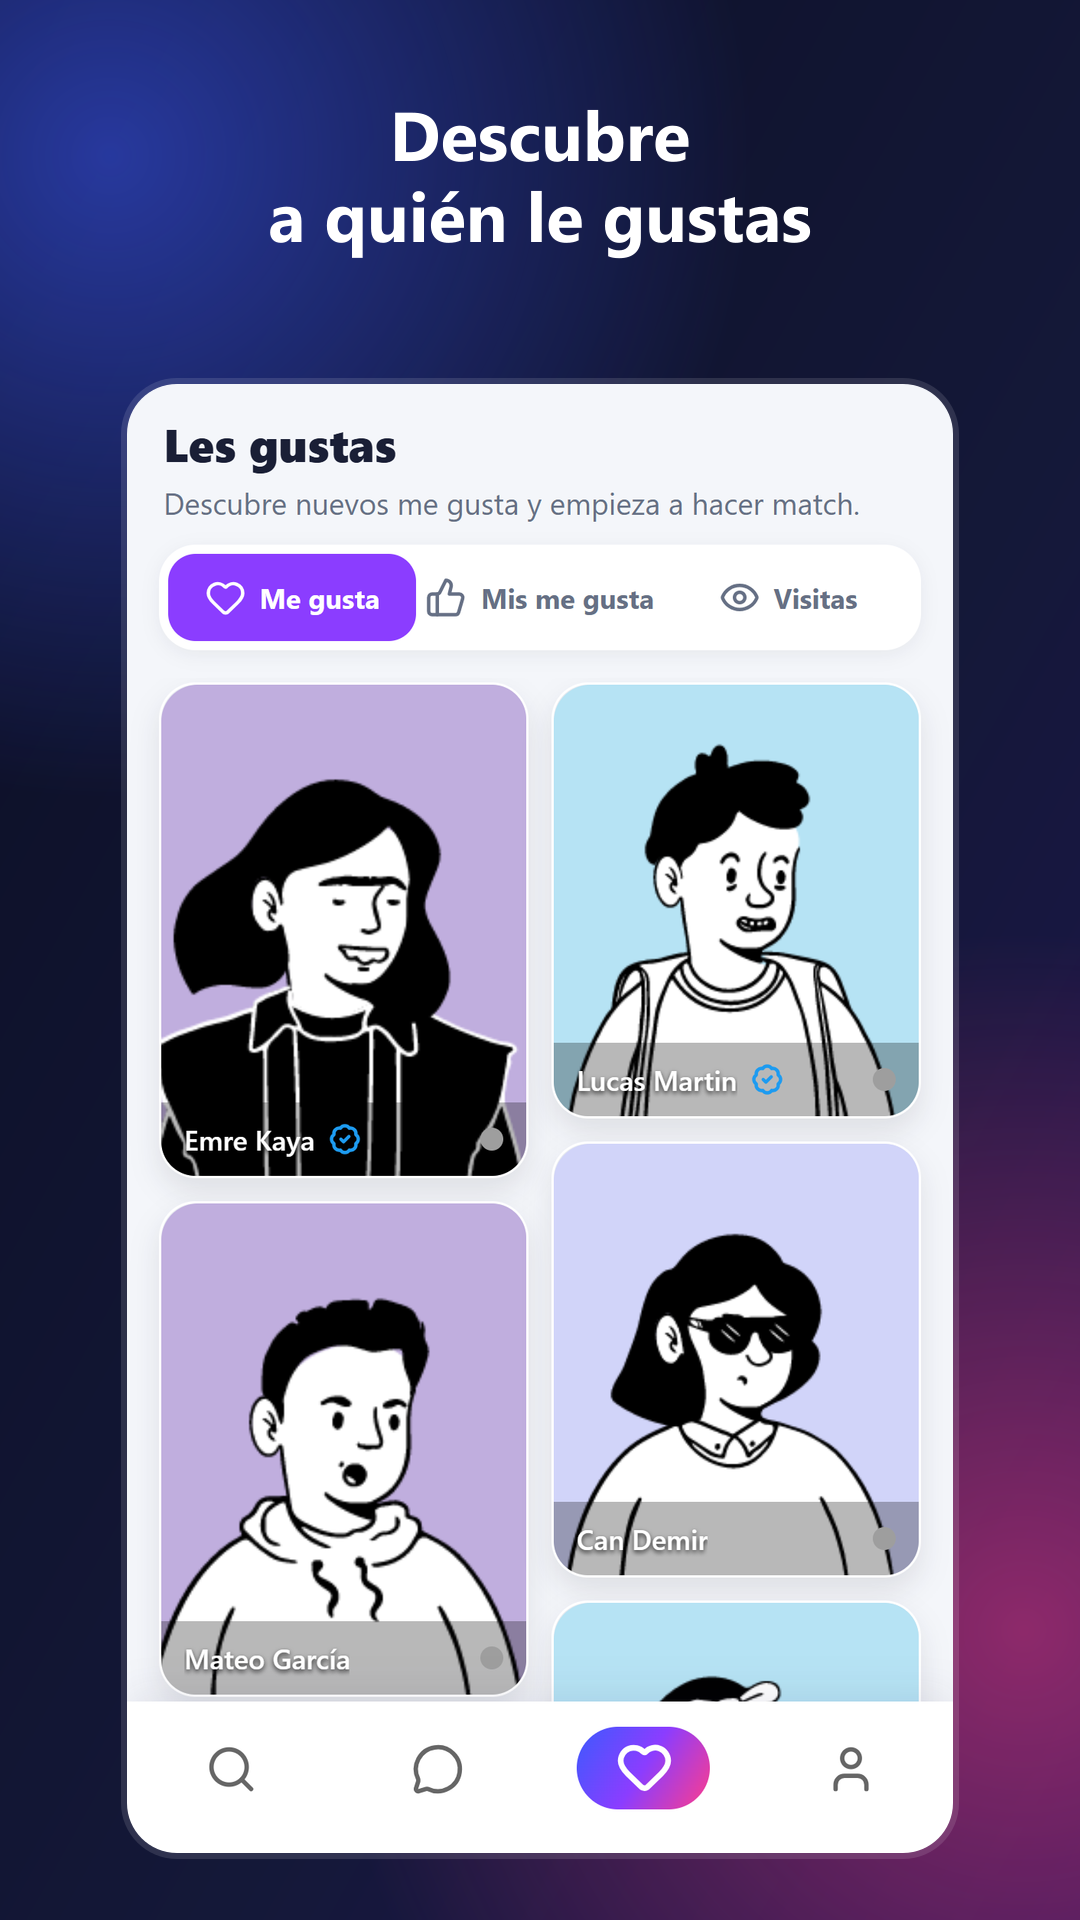 Descubre
a quién le gustas
Les gustas
Descubre nuevos me gusta y empieza a hacer match.
Me gusta
Mis me gusta
Visitas
Emre Kaya
Lucas Martin
Mateo García
Can Demir